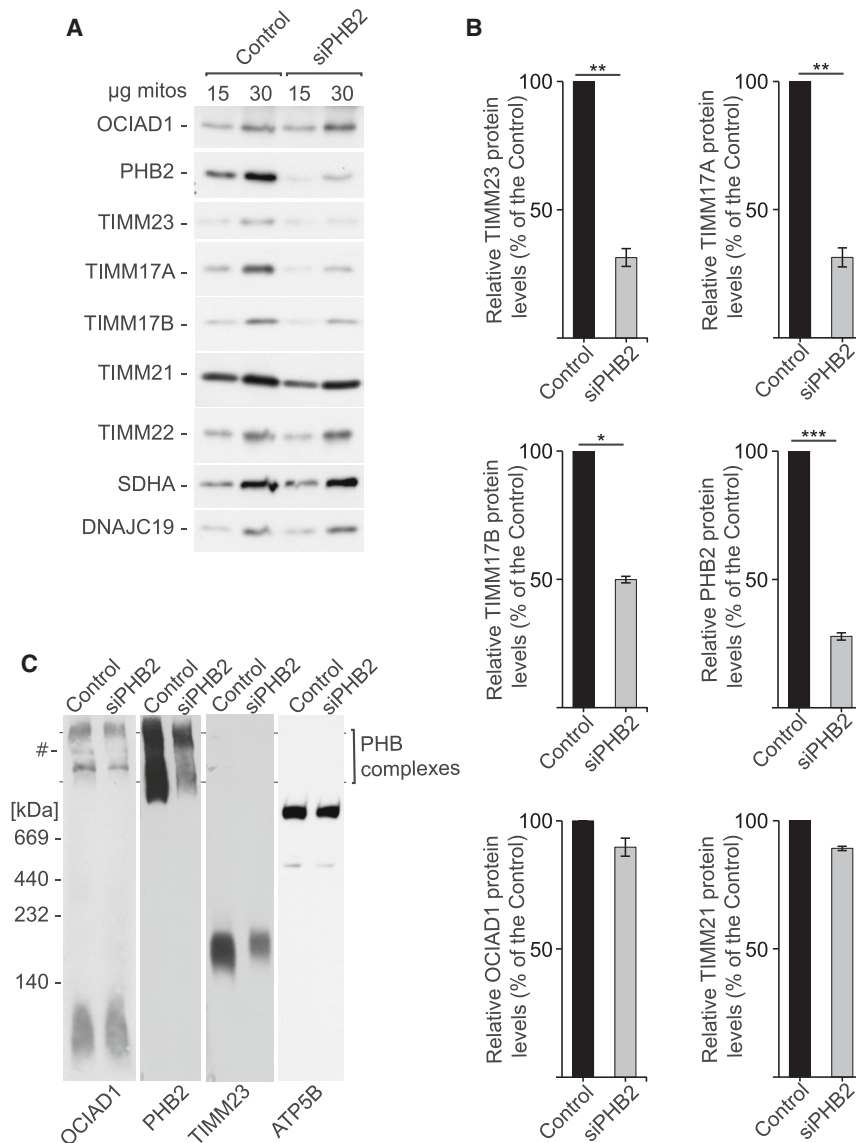 A
Control
siPHB2
µg mitos 15 30 15 30
OCIAD1 -
PHB2 -
TIMM23 -
TIMM17A -
TIMM17B -
TIMM21 -
TIMM22 -
SDHA -
DNAJC19 -
B
Relative TIMM23 protein
levels (% of the Control)
100
50
**
Control
siPHB2
Relative TIMM17A protein
levels (% of the Control)
100
50
**
Control
siPHB2
Relative TIMM17B protein
levels (% of the Control)
100
50
*
Control
siPHB2
Relative PHB2 protein
levels (% of the Control)
100
50
***
Control
siPHB2
Relative OCIAD1 protein
levels (% of the Control)
100
50
Control
siPHB2
Relative TIMM21 protein
levels (% of the Control)
100
50
Control
siPHB2
C
Control
siPHB2
Control
siPHB2
Control
siPHB2
Control
siPHB2
#-
PHB
complexes
[kDa]
669 -
440 -
232 -
140 -
OCIAD1
PHB2
TIMM23
ATP5B